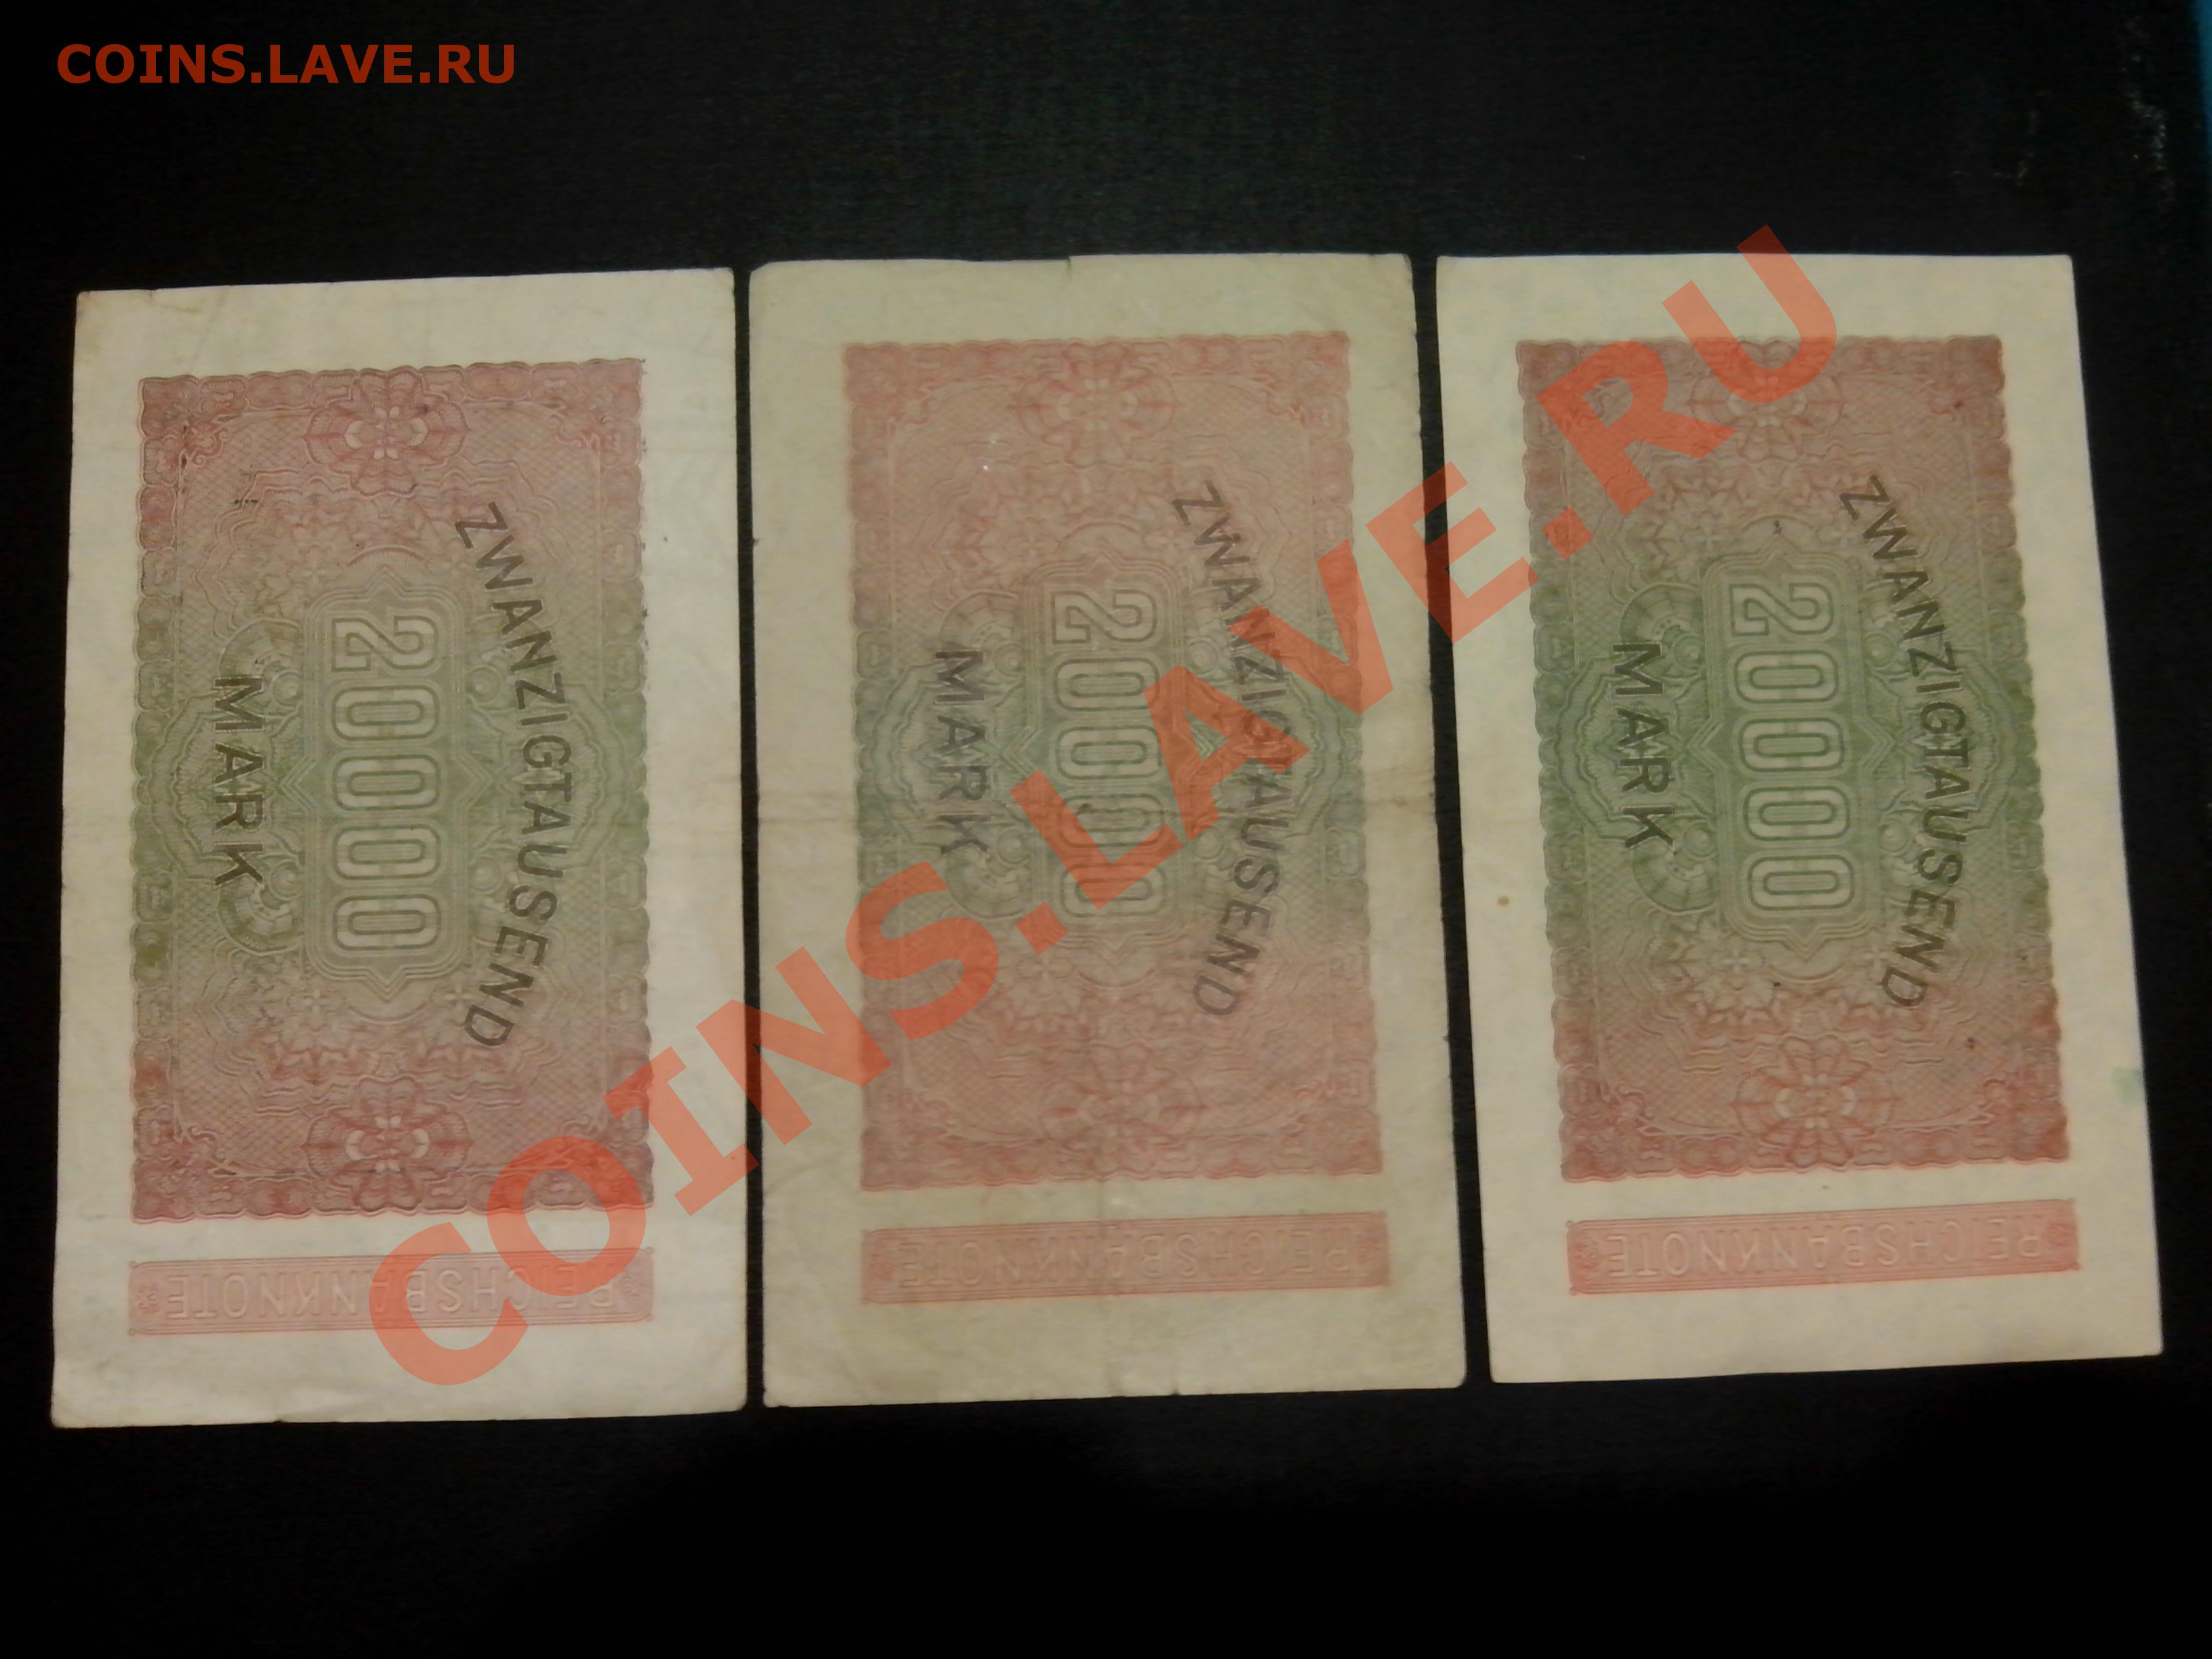 COINS.LAVE.RU
ZWANZIGTAUSEND
20000
MARK
REICHSBANKNOTE
ZWANZIGTAUSEND
20000
MARK
REICHSBANKNOTE
ZWANZIGTAUSEND
20000
MARK
REICHSBANKNOTE
COINS.LAVE.RU